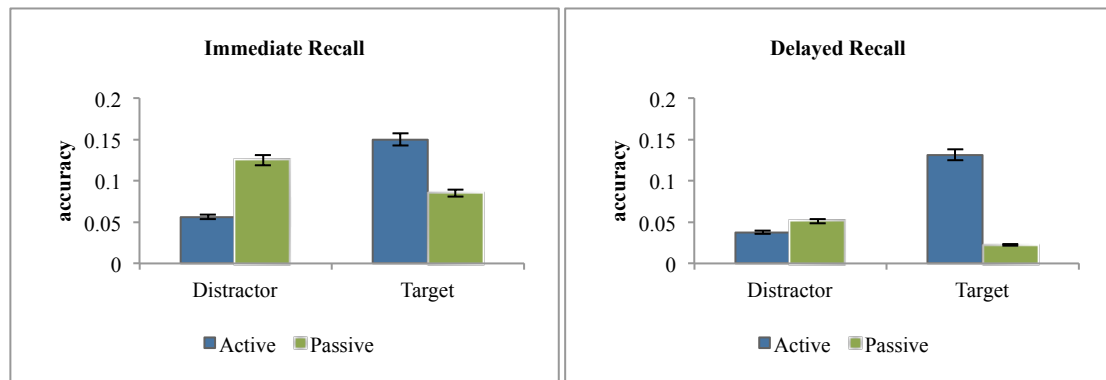 Immediate Recall
accuracy
0.2
0.15
0.1
0.05
0
Distractor Target
Active Passive
Delayed Recall
accuracy
0.2
0.15
0.1
0.05
0
Distractor Target
Active Passive